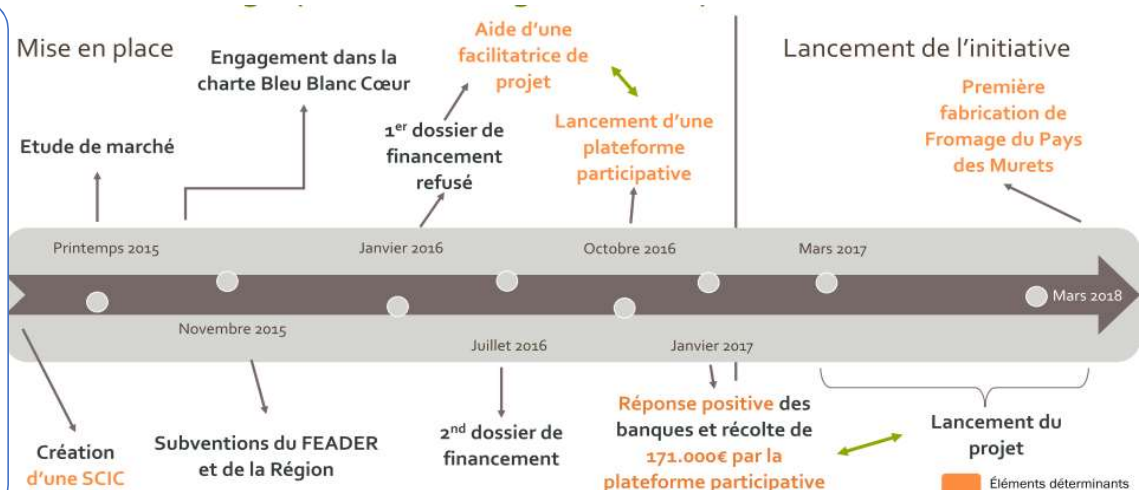 Mise en place
Lancement de l'initiative
Engagement dans la
charte Bleu Blanc Cœur
Aide d'une
facilitatrice de
projet
Etude de marché
1er dossier de
financement
refusé
Lancement d'une
plateforme
participative
Première
fabrication de
Fromage du Pays
des Murets
Printemps 2015
Janvier 2016
Octobre 2016
Mars 2017
Mars 2018
Novembre 2015
Juillet 2016
Janvier 2017
Création
d'une SCIC
Subventions du FEADER
et de la Région
2nd dossier de
financement
Réponse positive des
banques et récolte de
171.000€ par la
plateforme participative
Lancement du
projet
Éléments déterminants